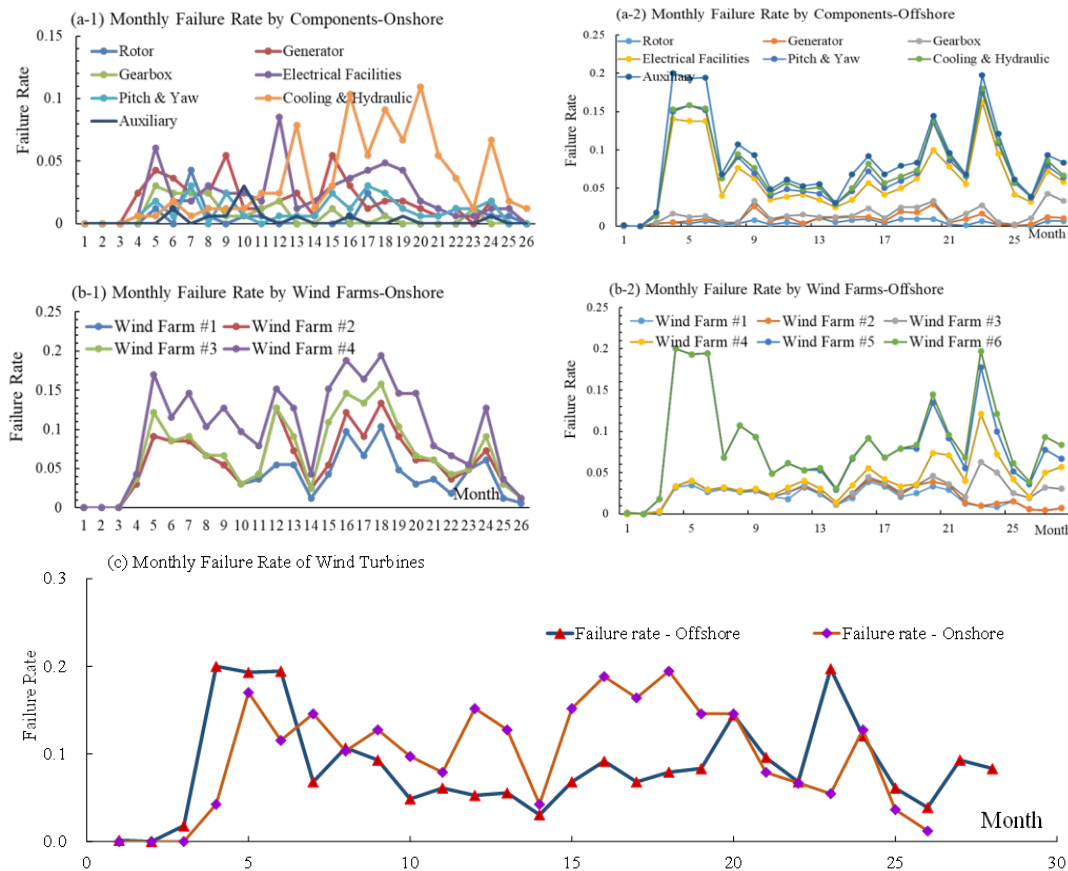 (a-1) Monthly Failure Rate by Components-Onshore
0.15
0.1
0.05
0
Failure Rate
Rotor
Generator
Gearbox
Electrical Facilities
Pitch & Yaw
Cooling & Hydraulic
Auxiliary
1 2 3 4 5 6 7 8 9 10 11 12 13 14 15 16 17 18 19 20 21 22 23 24 25 26
(a-2) Monthly Failure Rate by Components-Offshore
0.25
0.2
0.15
0.1
0.05
0
Failure Rate
Rotor
Generator
Gearbox
Electrical Facilities
Pitch & Yaw
Cooling & Hydraulic
Auxiliary
1 5 9 13 17 21 25
Month
(b-1) Monthly Failure Rate by Wind Farms-Onshore
0.25
0.2
0.15
0.1
0.05
0
Failure Rate
Wind Farm #1
Wind Farm #2
Wind Farm #3
Wind Farm #4
Month
1 2 3 4 5 6 7 8 9 10 11 12 13 14 15 16 17 18 19 20 21 22 23 24 25 26
(b-2) Monthly Failure Rate by Wind Farms-Offshore
0.25
0.2
0.15
0.1
0.05
0
Failure Rate
Wind Farm #1
Wind Farm #2
Wind Farm #3
Wind Farm #4
Wind Farm #5
Wind Farm #6
1 5 9 13 17 21 25
Month
(c) Monthly Failure Rate of Wind Turbines
0.3
0.2
0.1
0.0
Failure Rate
Failure rate - Offshore
Failure rate - Onshore
Month
0 5 10 15 20 25 30